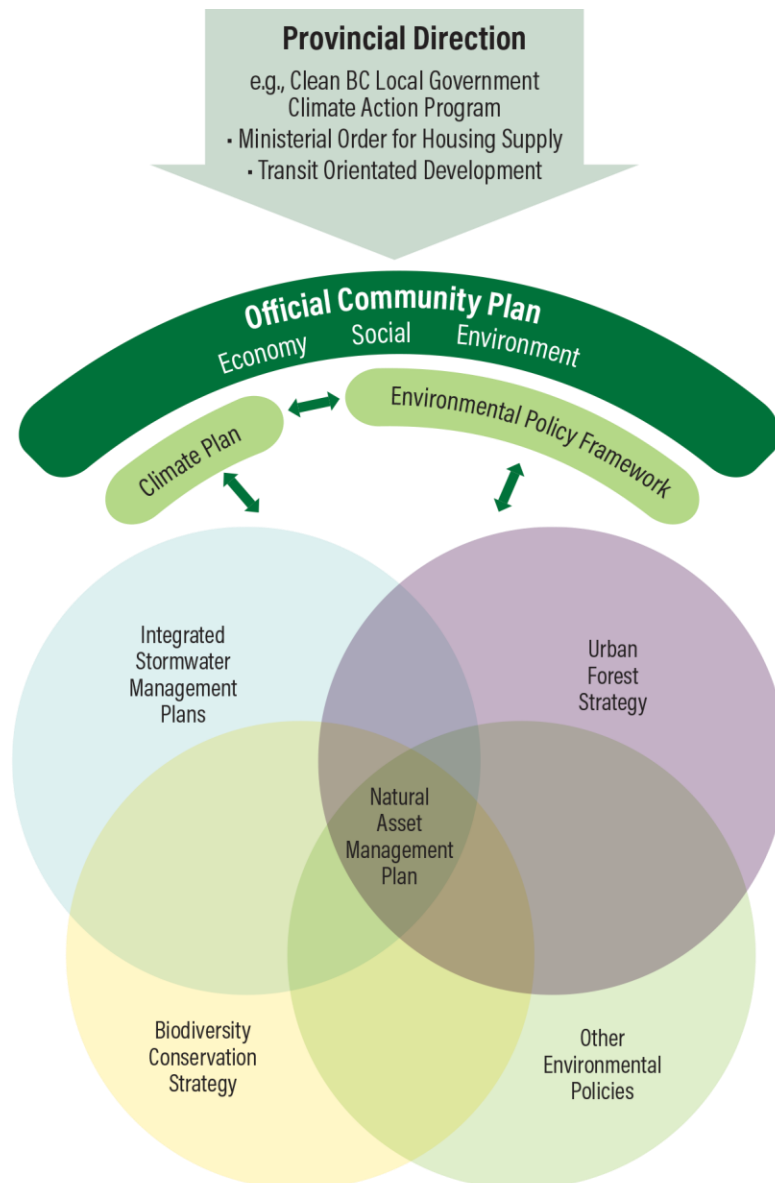 Provincial Direction
e.g., Clean BC Local Government
Climate Action Program
• Ministerial Order for Housing Supply
• Transit Orientated Development
Official Community Plan
Economy Social Environment
Climate Plan
Environmental Policy Framework
Integrated
Stormwater
Management
Plans
Urban
Forest
Strategy
Natural
Asset
Management
Plan
Biodiversity
Conservation
Strategy
Other
Environmental
Policies